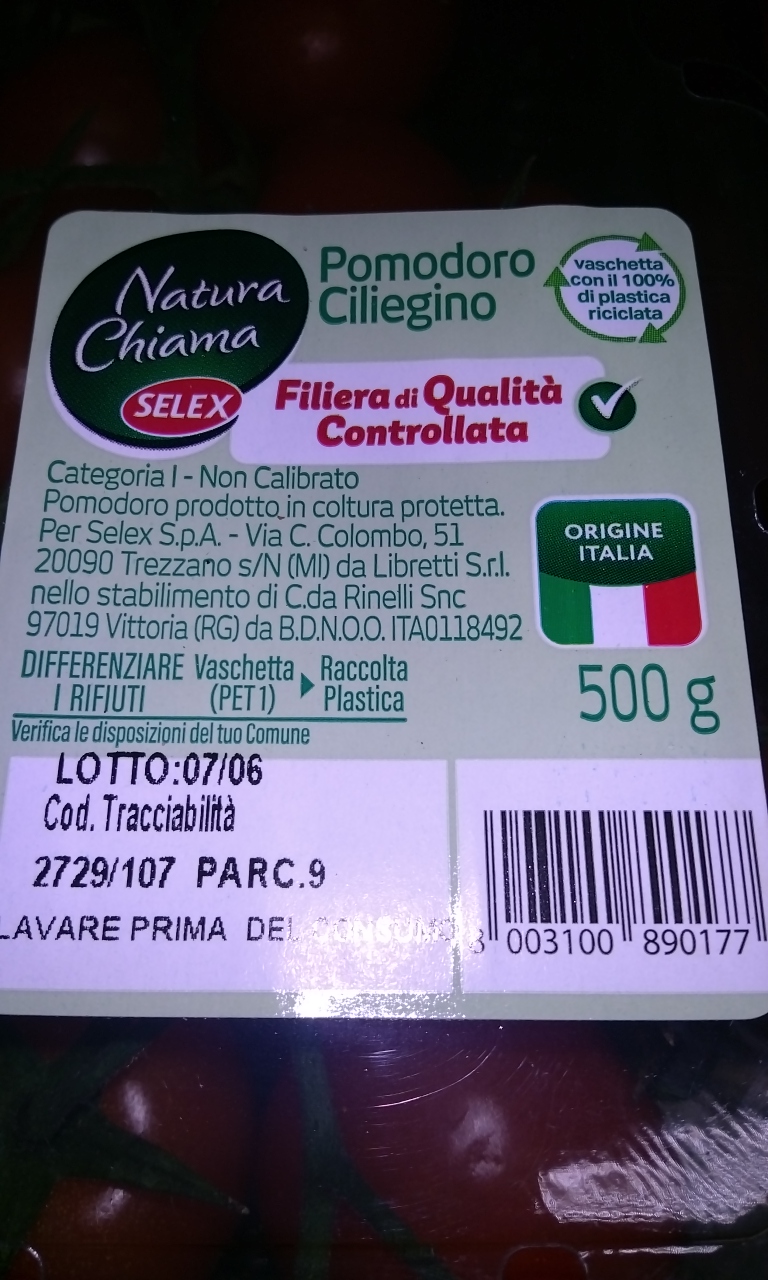 Natura
Chiama
SELEX
Pomodoro
Ciliegino
vaschetta
con il 100%
di plastica
riciclata
Filiera di Qualità
Controllata
Categoria I - Non Calibrato
Pomodoro prodotto in coltura protetta.
Per Selex S.p.A. - Via C. Colombo, 51
20090 Trezzano s/N (MI) da Libretti S.r.l.
nello stabilimento di C.da Rinelli Snc
97019 Vittoria (RG) da B.D.N.O.O. ITA0118492
ORIGINE
ITALIA
DIFFERENZIARE
I RIFIUTI
Vaschetta
(PET 1)
Raccolta
Plastica
Verifica le disposizioni del tuo Comune
500 g
LOTTO:07/06
Cod. Tracciabilità
2729/107 PARC.9
LAVARE PRIMA DEL CONSUMO
8 003100 890177